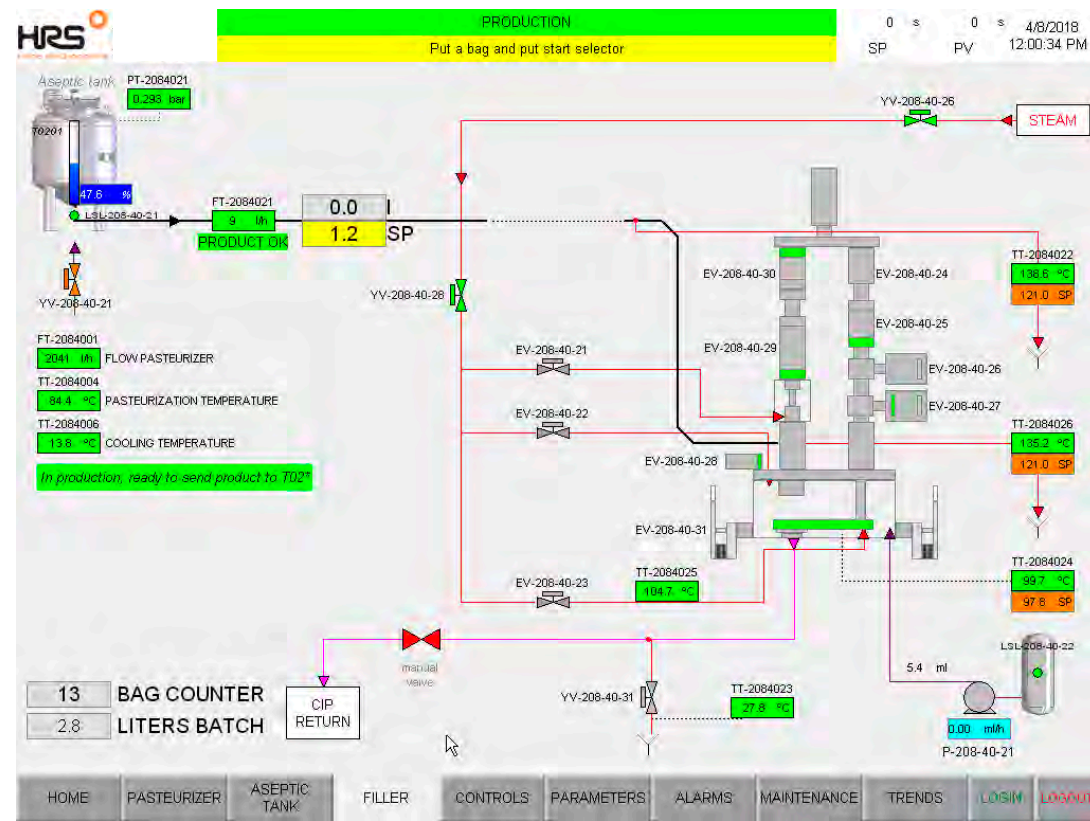 HRS
PRODUCTION
Put a bag and put start selector
0 s 0 s
SP PV
4/8/2018
12:00:34 PM
Aseptic tank
PT-2084021
0.293 bar
T0201
47.6 %
LSL-208-40-21
YV-208-40-21
FT-2084021
9 l/h
PRODUCT OK
0.0 l
1.2 SP
YV-208-40-26
STEAM
YV-208-40-28
EV-208-40-30
EV-208-40-24
EV-208-40-25
EV-208-40-29
EV-208-40-26
EV-208-40-27
EV-208-40-28
EV-208-40-31
TT-2084022
138.6 ºC
121.0 SP
FT-2084001
2041 l/h FLOW PASTEURIZER
TT-2084004
84.4 ºC PASTEURIZATION TEMPERATURE
TT-2084006
13.8 ºC COOLING TEMPERATURE
In production, ready to send product to T02*
EV-208-40-21
EV-208-40-22
EV-208-40-23
TT-2084026
135.2 ºC
121.0 SP
TT-2084025
104.7 ºC
TT-2084024
99.7 ºC
97.8 SP
manual
valve
CIP
RETURN
YV-208-40-31
TT-2084023
27.8 ºC
5.4 ml
LSL-208-40-22
0.00 ml/h
P-208-40-21
13 BAG COUNTER
2.8 LITERS BATCH
HOME
PASTEURIZER
ASEPTIC
TANK
FILLER
CONTROLS
PARAMETERS
ALARMS
MAINTENANCE
TRENDS
LOGIN
LOGOUT